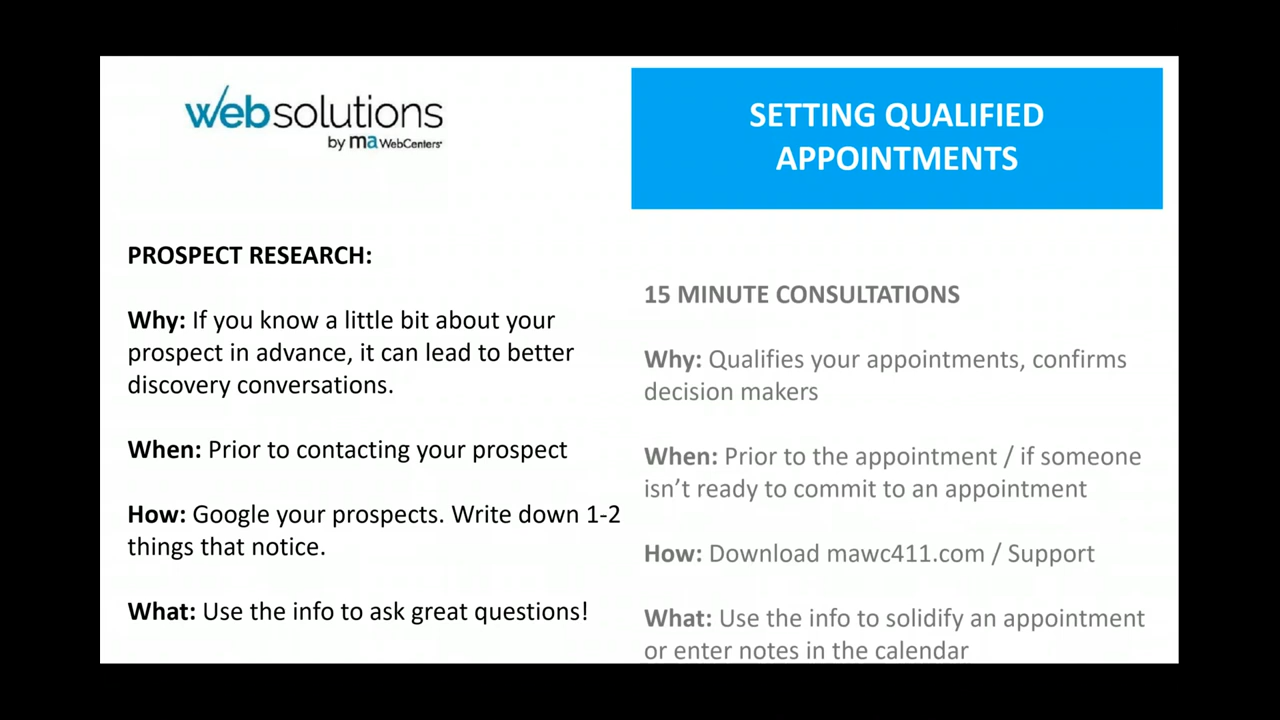 websolutions
by ma WebCenters
SETTING QUALIFIED
APPOINTMENTS
PROSPECT RESEARCH:
Why: If you know a little bit about your
prospect in advance, it can lead to better
discovery conversations.
When: Prior to contacting your prospect
How: Google your prospects. Write down 1-2
things that notice.
What: Use the info to ask great questions!
15 MINUTE CONSULTATIONS
Why: Qualifies your appointments, confirms
decision makers
When: Prior to the appointment / if someone
isn't ready to commit to an appointment
How: Download mawc411.com / Support
What: Use the info to solidify an appointment
or enter notes in the calendar